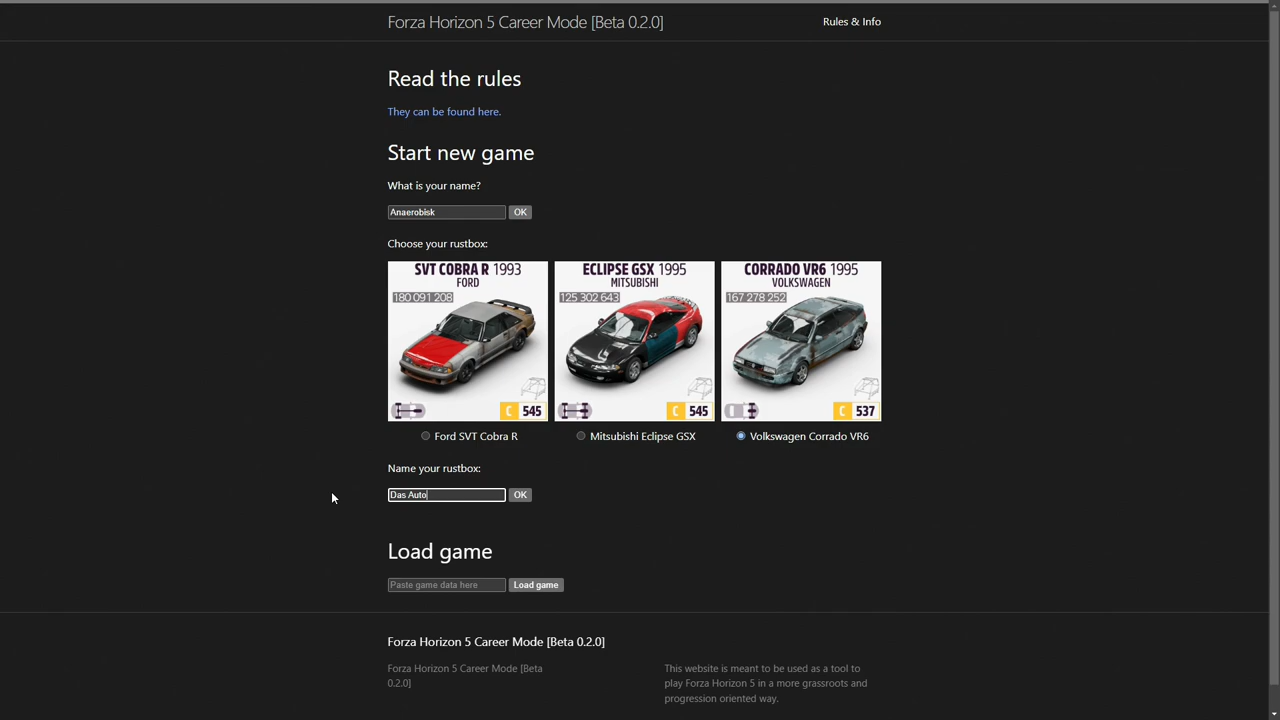 Forza Horizon 5 Career Mode [Beta 0.2.0]
Rules & Info
Read the rules
They can be found here.
Start new game
What is your name?
Anaerobisk OK
Choose your rustbox:
SVT COBRA R 1993
FORD
180 091 208
C 545
ECLIPSE GSX 1995
MITSUBISHI
125 302 643
C 545
CORRADO VR6 1995
VOLKSWAGEN
167 278 252
C 537
Ford SVT Cobra R
Mitsubishi Eclipse GSX
Volkswagen Corrado VR6
Name your rustbox:
Das Auto OK
Load game
Paste game data here Load game
Forza Horizon 5 Career Mode [Beta 0.2.0]
Forza Horizon 5 Career Mode [Beta
0.2.0]
This website is meant to be used as a tool to
play Forza Horizon 5 in a more grassroots and
progression oriented way.